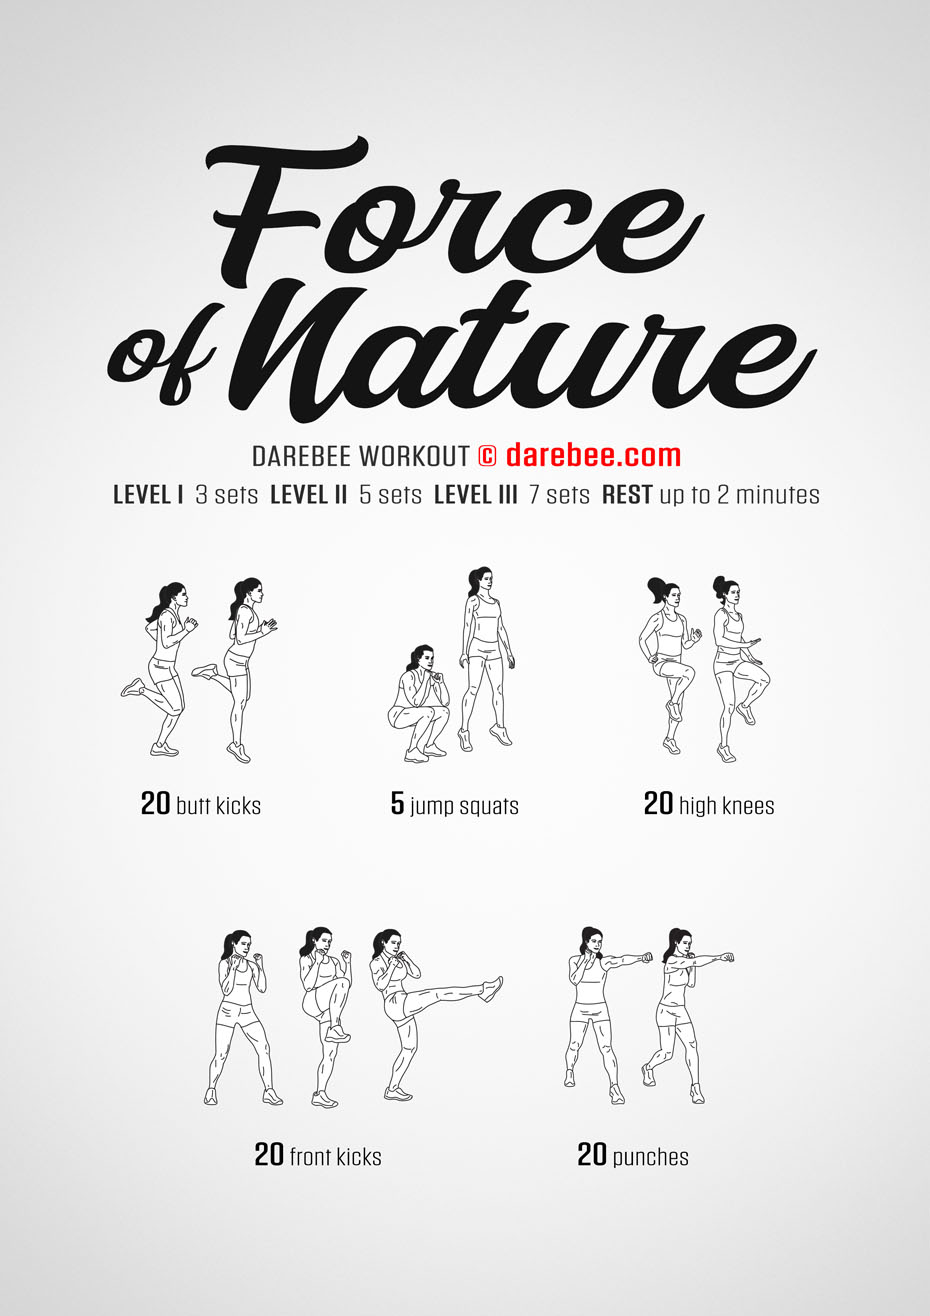 Force
of Nature
DAREBEE WORKOUT © darebee.com
LEVEL I 3 sets LEVEL II 5 sets LEVEL III 7 sets REST up to 2 minutes
20 butt kicks
5 jump squats
20 high knees
20 front kicks
20 punches